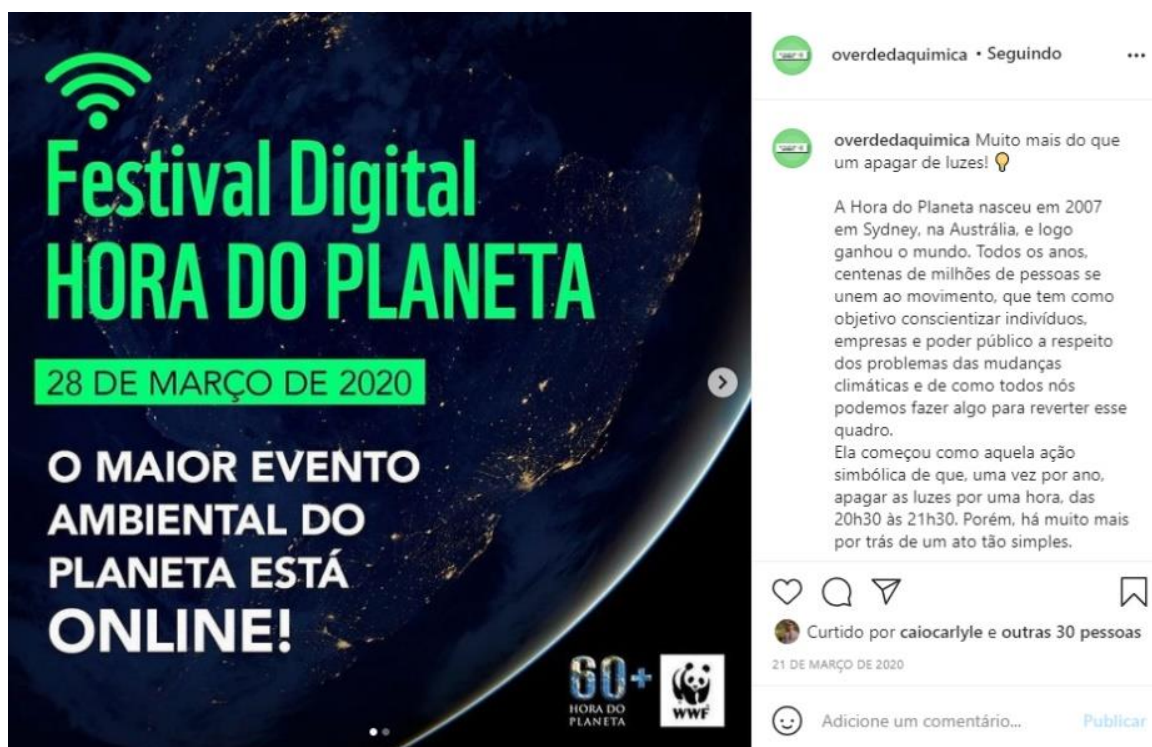 Festival Digital
HORA DO PLANETA
28 DE MARÇO DE 2020
O MAIOR EVENTO
AMBIENTAL DO
PLANETA ESTÁ
ONLINE!
60+
HORA DO
PLANETA
WWF
overdedaquimica • Seguindo
overdedaquimica Muito mais do que
um apagar de luzes!
A Hora do Planeta nasceu em 2007
em Sydney, na Austrália, e logo
ganhou o mundo. Todos os anos,
centenas de milhões de pessoas se
unem ao movimento, que tem como
objetivo conscientizar indivíduos,
empresas e poder público a respeito
dos problemas das mudanças
climáticas e de como todos nós
podemos fazer algo para reverter esse
quadro.
Ela começou como aquela ação
simbólica de que, uma vez por ano,
apagar as luzes por uma hora, das
20h30 às 21h30. Porém, há muito mais
por trás de um ato tão simples.
Curtido por caiocarlyle e outras 30 pessoas
21 DE MARÇO DE 2020
Adicione um comentário... Publicar